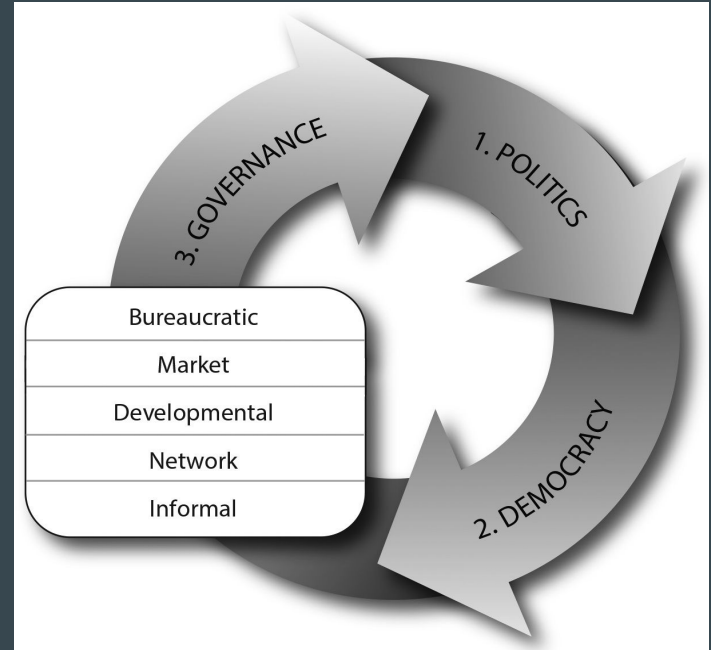 1. POLITICS
2. DEMOCRACY
3. GOVERNANCE
Bureaucratic
Market
Developmental
Network
Informal